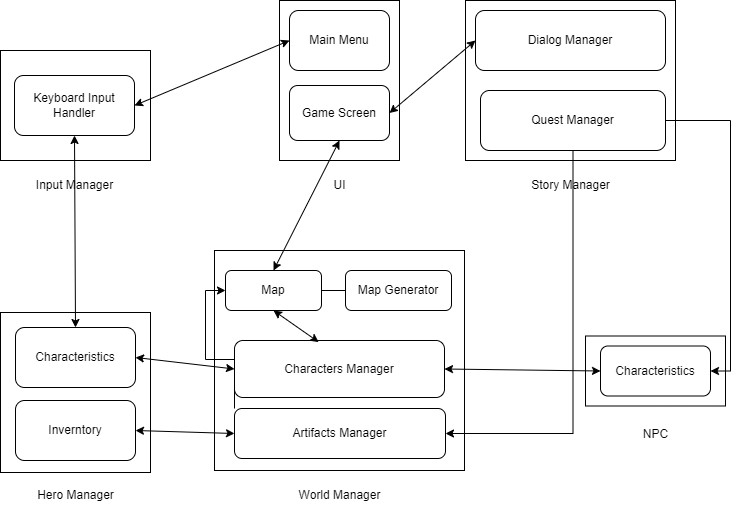 Main Menu
Dialog Manager
Keyboard Input
Handler
Game Screen
Quest Manager
Input Manager
UI
Story Manager
Map
Map Generator
Characteristics
Characters Manager
Characteristics
Inverntory
Artifacts Manager
NPC
Hero Manager
World Manager